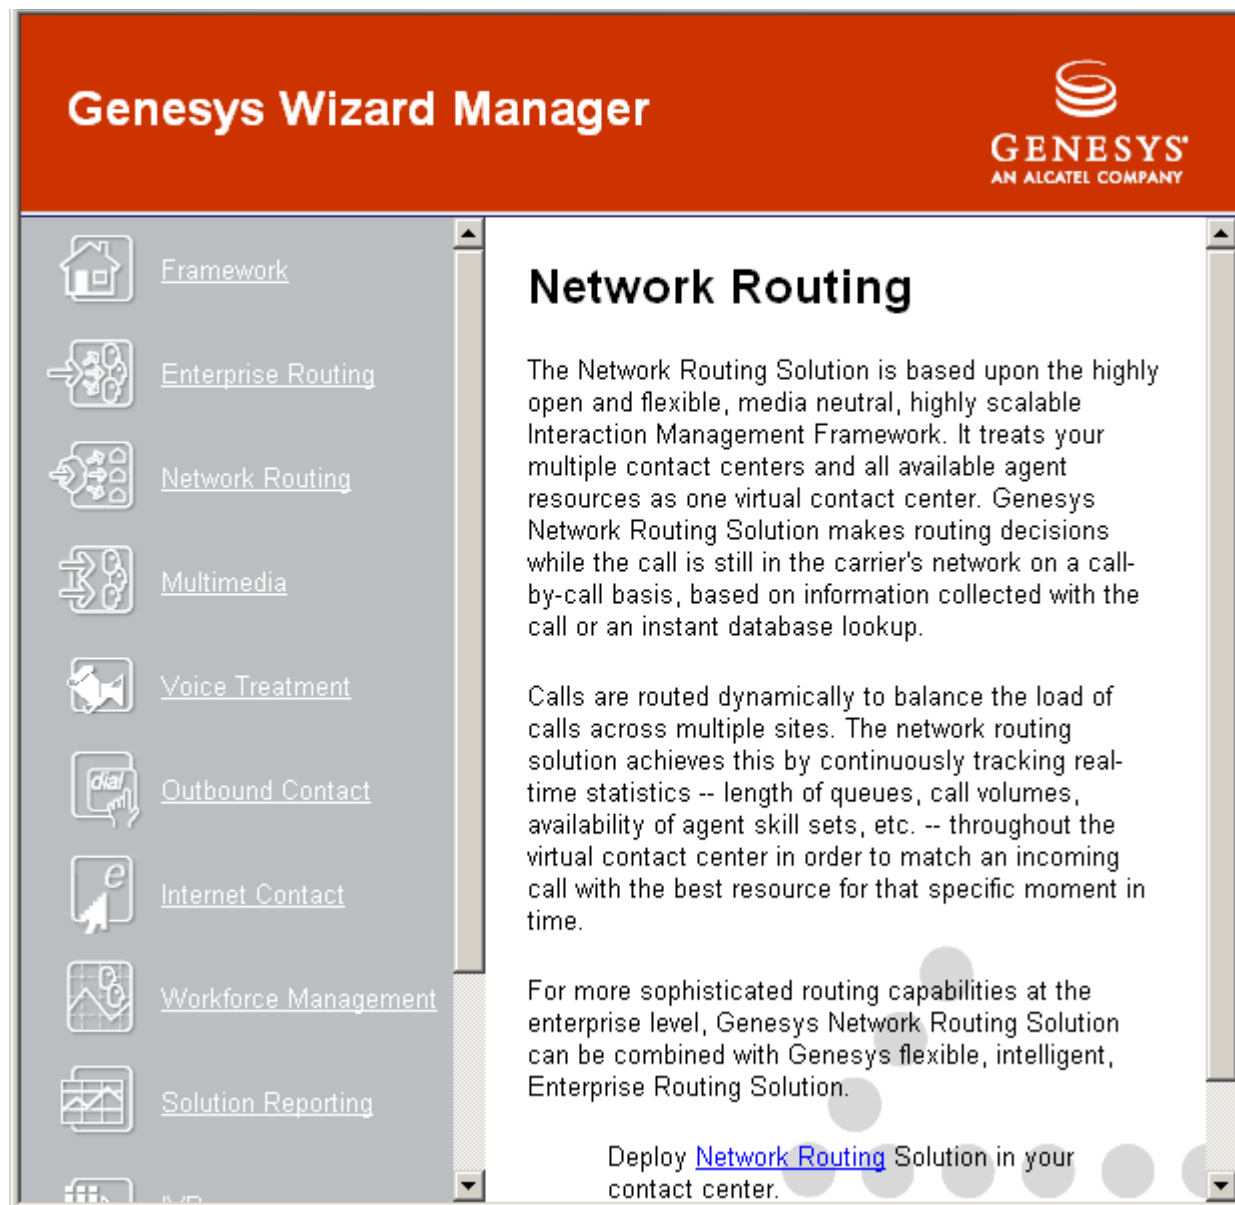 Genesys Wizard Manager
GENESYS
AN ALCATEL COMPANY
Framework
Enterprise Routing
Network Routing
Multimedia
Voice Treatment
dial
Outbound Contact
e
Internet Contact
Workforce Management
Solution Reporting
Network Routing
The Network Routing Solution is based upon the highly
open and flexible, media neutral, highly scalable
Interaction Management Framework. It treats your
multiple contact centers and all available agent
resources as one virtual contact center. Genesys
Network Routing Solution makes routing decisions
while the call is still in the carrier's network on a call-
by-call basis, based on information collected with the
call or an instant database lookup.
Calls are routed dynamically to balance the load of
calls across multiple sites. The network routing
solution achieves this by continuously tracking real-
time statistics -- length of queues, call volumes,
availability of agent skill sets, etc. -- throughout the
virtual contact center in order to match an incoming
call with the best resource for that specific moment in
time.
For more sophisticated routing capabilities at the
enterprise level, Genesys Network Routing Solution
can be combined with Genesys flexible, intelligent,
Enterprise Routing Solution.
Deploy Network Routing Solution in your
contact center.